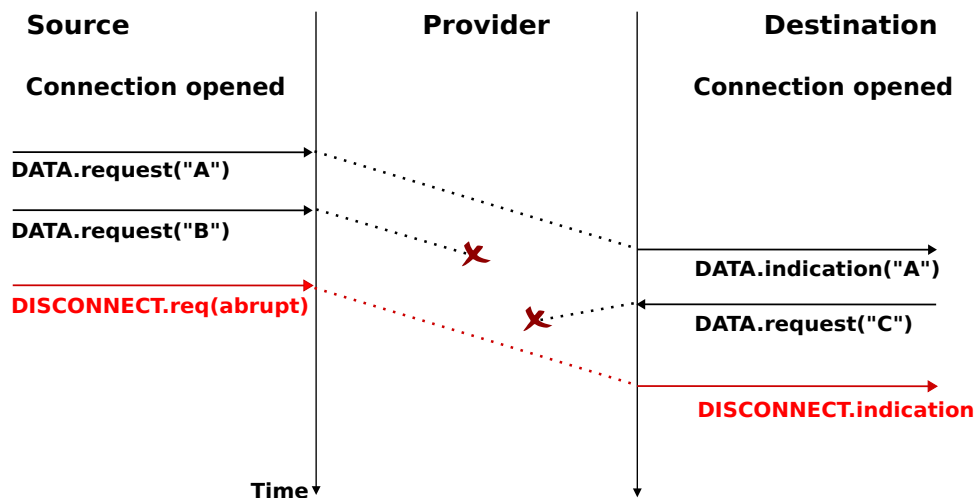 Source
Provider
Destination
Connection opened
Connection opened
DATA.request("A")
DATA.request("B")
DATA.indication("A")
DISCONNECT.req(abrupt)
DATA.request("C")
DISCONNECT.indication
Time